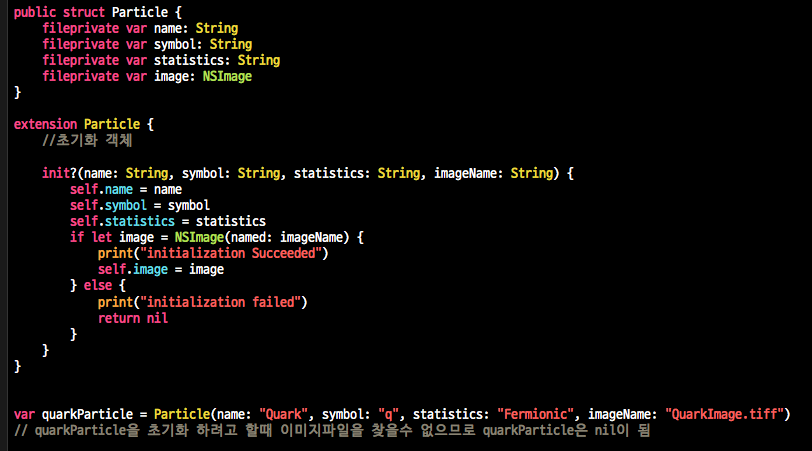 public struct Particle {
    fileprivate var name: String
    fileprivate var symbol: String
    fileprivate var statistics: String
    fileprivate var image: NSImage
}
extension Particle {
    //초기화 객체
    init?(name: String, symbol: String, statistics: String, imageName: String) {
        self.name = name
        self.symbol = symbol
        self.statistics = statistics
        if let image = NSImage(named: imageName) {
            print("initialization Succeeded")
            self.image = image
        } else {
            print("initialization failed")
            return nil
        }
    }
}
var quarkParticle = Particle(name: "Quark", symbol: "q", statistics: "Fermionic", imageName: "QuarkImage.tiff")
// quarkParticle을 초기화 하려고 할때 이미지파일을 찾을수 없으므로 quarkParticle은 nil이 됨